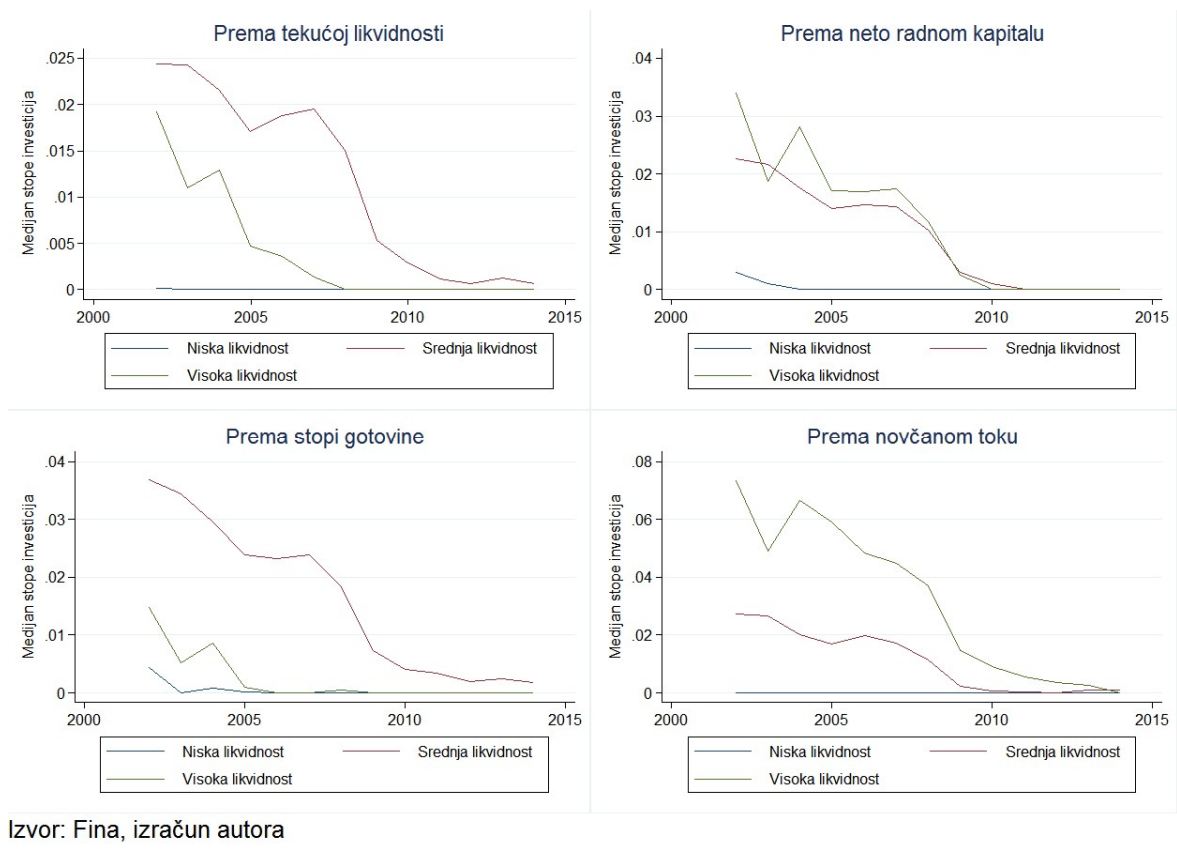 Prema tekućoj likvidnosti
Medijan stope investicija
.025
.02
.015
.01
.005
0
2000
2005
2010
2015
Niska likvidnost
Srednja likvidnost
Visoka likvidnost
Prema neto radnom kapitalu
Medijan stope investicija
.04
.03
.02
.01
0
2000
2005
2010
2015
Niska likvidnost
Srednja likvidnost
Visoka likvidnost
Prema stopi gotovine
Medijan stope investicija
.04
.03
.02
.01
0
2000
2005
2010
2015
Niska likvidnost
Srednja likvidnost
Visoka likvidnost
Prema novčanom toku
Medijan stope investicija
.08
.06
.04
.02
0
2000
2005
2010
2015
Niska likvidnost
Srednja likvidnost
Visoka likvidnost
Izvor: Fina, izračun autora